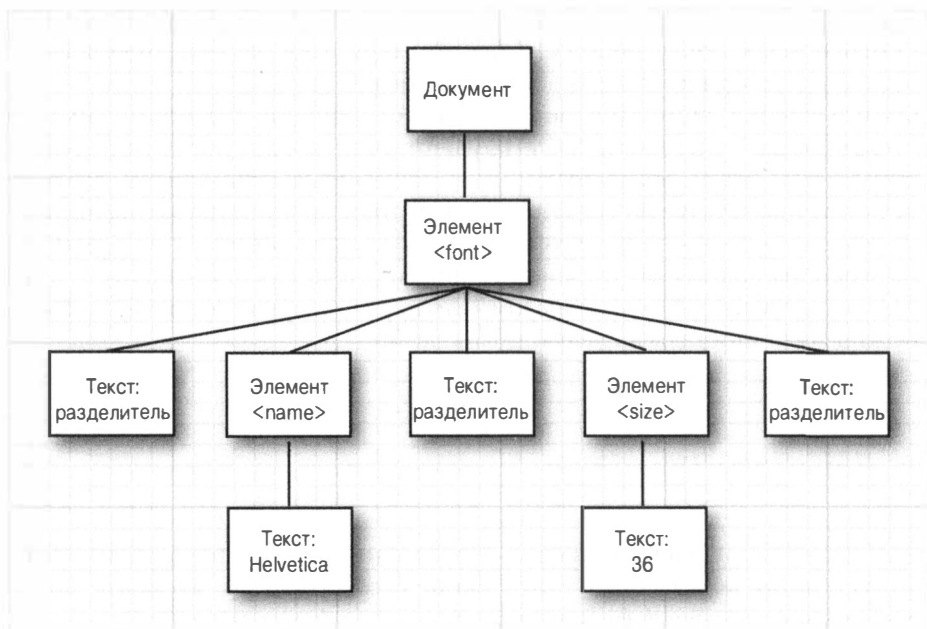 Документ
Элемент
<font>
Текст:
разделитель
Элемент
<name>
Текст:
разделитель
Элемент
<size>
Текст:
разделитель
Текст:
Helvetica
Текст:
36